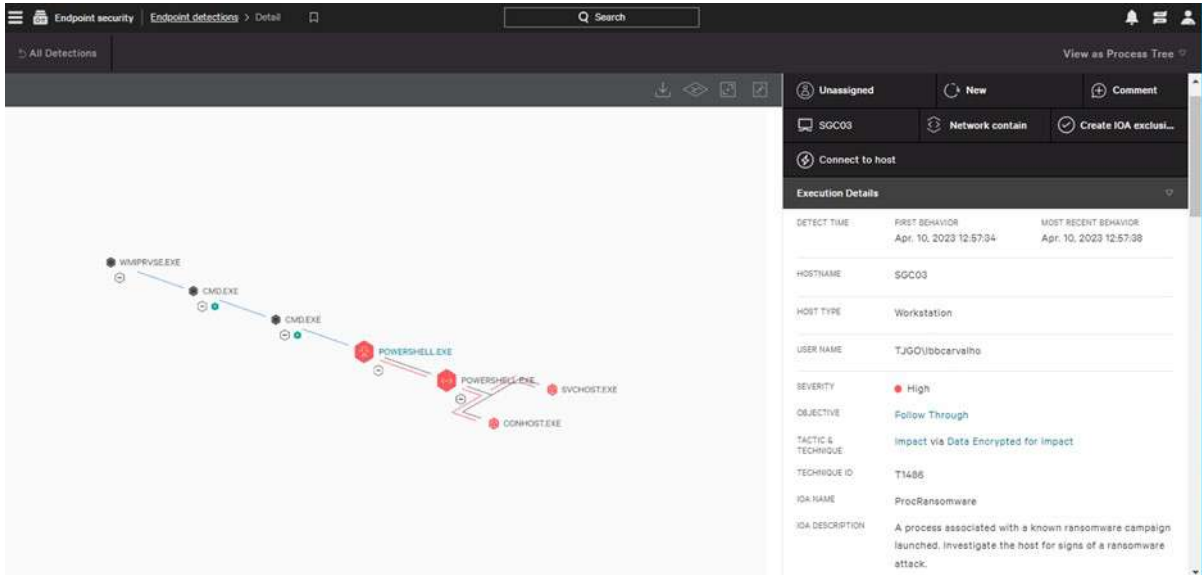 Endpoint security Endpoint detections > Detail
Search
All Detections
View as Process Tree
WMIPRVSE.EXE
CMD.EXE
CMD.EXE
POWERSHELL.EXE
POWERSHELL.EXE
SVCHOST.EXE
CONHOST.EXE
Unassigned New Comment
SGC03 Network contain Create IOA exclusi...
Connect to host
Execution Details
DETECT TIME FIRST BEHAVIOR MOST RECENT BEHAVIOR
Apr. 10, 2023 12:57:34 Apr. 10, 2023 12:57:38
HOSTNAME SGC03
HOST TYPE Workstation
USER NAME
SEVERITY High
OBJECTIVE Follow Through
TACTIC & TECHNIQUE Impact via Data Encrypted for Impact
TECHNIQUE ID T1486
IOA NAME ProcRansomware
IOA DESCRIPTION A process associated with a known ransomware campaign
launched. Investigate the host for signs of a ransomware
attack.